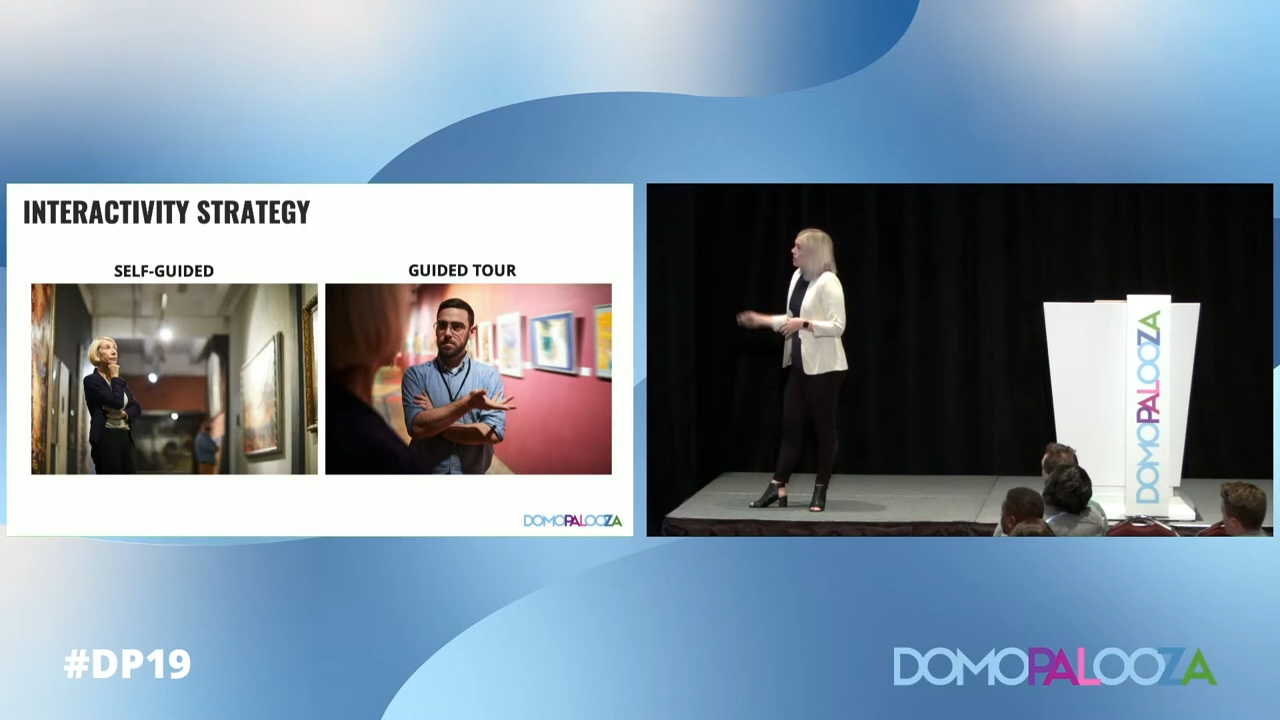 INTERACTIVITY STRATEGY
SELF-GUIDED
GUIDED TOUR
DOMOPALOOZA
DOMOPALOOZA
#DP19
DOMOPALOOZA